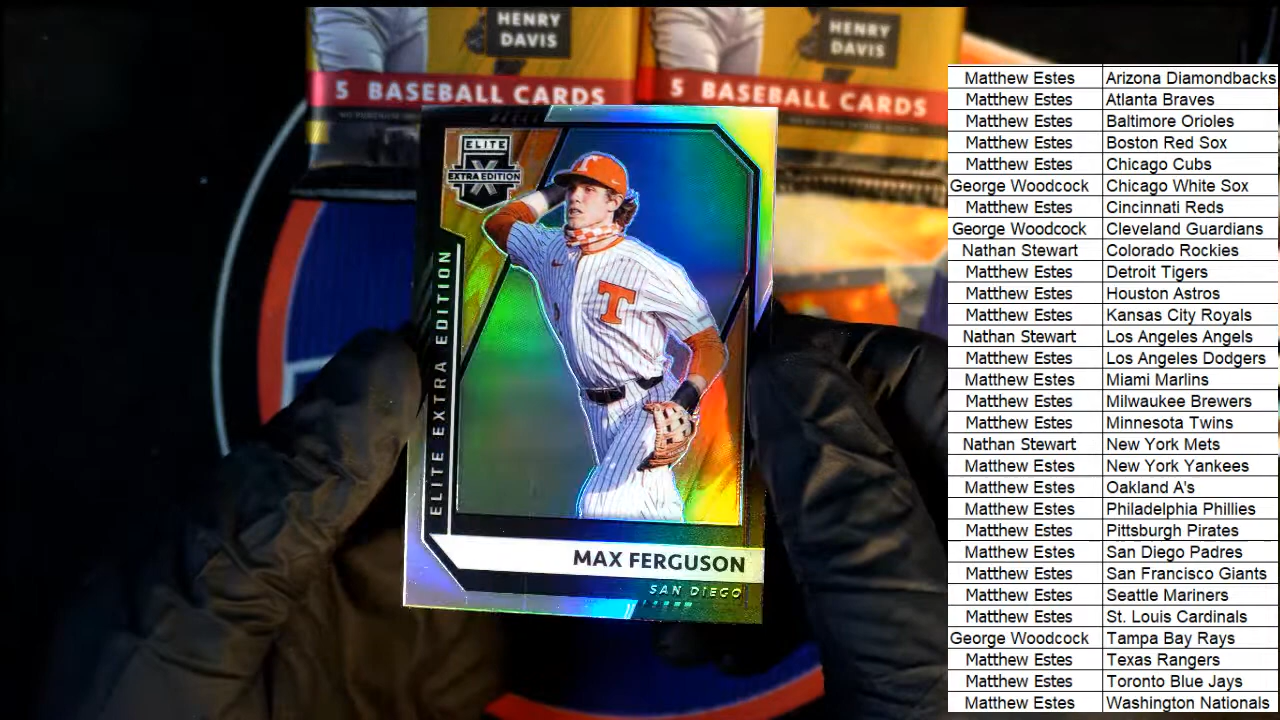 HENRY
DAVIS
5 BASEBALL CARDS
HENRY
DAVIS
5 BASEBALL CARDS
ELITE
X
EXTRA EDITION
T
T
ELITE EXTRA EDITION
MAX FERGUSON
SAN DIEGO
Matthew Estes Arizona Diamondbacks
Matthew Estes Atlanta Braves
Matthew Estes Baltimore Orioles
Matthew Estes Boston Red Sox
Matthew Estes Chicago Cubs
George Woodcock Chicago White Sox
Matthew Estes Cincinnati Reds
George Woodcock Cleveland Guardians
Nathan Stewart Colorado Rockies
Matthew Estes Detroit Tigers
Matthew Estes Houston Astros
Matthew Estes Kansas City Royals
Nathan Stewart Los Angeles Angels
Matthew Estes Los Angeles Dodgers
Matthew Estes Miami Marlins
Matthew Estes Milwaukee Brewers
Matthew Estes Minnesota Twins
Nathan Stewart New York Mets
Matthew Estes New York Yankees
Matthew Estes Oakland A's
Matthew Estes Philadelphia Phillies
Matthew Estes Pittsburgh Pirates
Matthew Estes San Diego Padres
Matthew Estes San Francisco Giants
Matthew Estes Seattle Mariners
Matthew Estes St. Louis Cardinals
George Woodcock Tampa Bay Rays
Matthew Estes Texas Rangers
Matthew Estes Toronto Blue Jays
Matthew Estes Washington Nationals